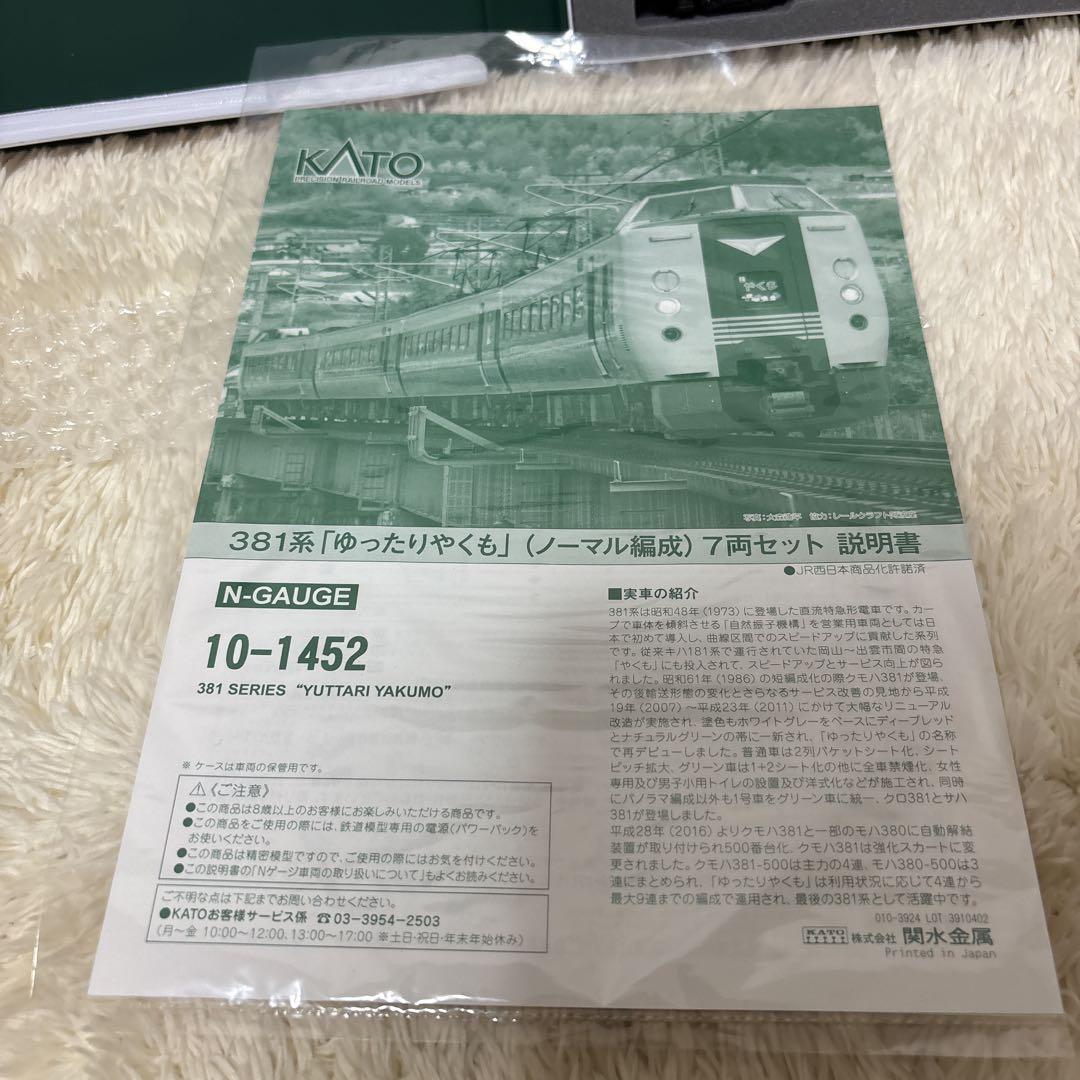 KATO
PRECISION RAILROAD MODELS
やくも
協力：レールクラフト
381系「ゆったりやくも」（ノーマル編成）7両セット 説明書
●JR西日本商品化許諾済
N-GAUGE
10-1452
381 SERIES “YUTTARI YAKUMO”
※ ケースは車両の保管用です。
⚠〈ご注意〉
●この商品は8歳以上のお客様にお楽しみいただける商品です。
●この商品をご使用の際には、鉄道模型専用の電源（パワーパック）を
お使いください。
●この商品は精密模型ですので、ご使用の際にはお気を付けください。
●この説明書の「Nゲージ車両の取り扱いについて」もよくお読みください。
ご不明な点は下記までお問い合わせください。
●KATOお客様サービス係 ☎03-3954-2503
（月～金 10:00～12:00、13:00～17:00 ※土日・祝日・年末年始休み）
■実車の紹介
381系は昭和48年（1973）に登場した直流特急形電車です。カー
ブで車体を傾斜させる「自然振子機構」を営業用車両としては日
本で初めて導入し、曲線区間でのスピードアップに貢献した系列
です。従来キハ181系で運行されていた岡山～出雲市間の特急
「やくも」にも投入されて、スピードアップとサービス向上が図ら
れました。昭和61年（1986）の短編成化の際クモハ381が登場、
その後輸送形態の変化とさらなるサービス改善の見地から平成
19年（2007）～平成23年（2011）にかけて大幅なリニューアル
改造が実施され、塗色もホワイトグレーをベースにディープレッド
とナチュラルグリーンの帯に一新され、「ゆったりやくも」の名称
で再デビューしました。普通車は2列バケットシート化、シート
ピッチ拡大、グリーン車は1+2シート化の他に全車禁煙化、女性
専用及び男子小用トイレの設置及び洋式化などが施工され、同時
にパノラマ編成以外も1号車をグリーン車に統一、クロ381とサハ
381が登場しました。
平成28年（2016）よりクモハ381と一部のモハ380に自動解結
装置が取り付けられ500番台化、クモハ381は強化スカートに変
更されました。クモハ381-500は主力の4連、モハ380-500は3
連にまとめられ、「ゆったりやくも」は利用状況に応じて4連から
最大9連までの編成で運用され、最後の381系として活躍中です。
010-3924 LOT:3910402
KATO 株式会社 関水金属
Printed in Japan